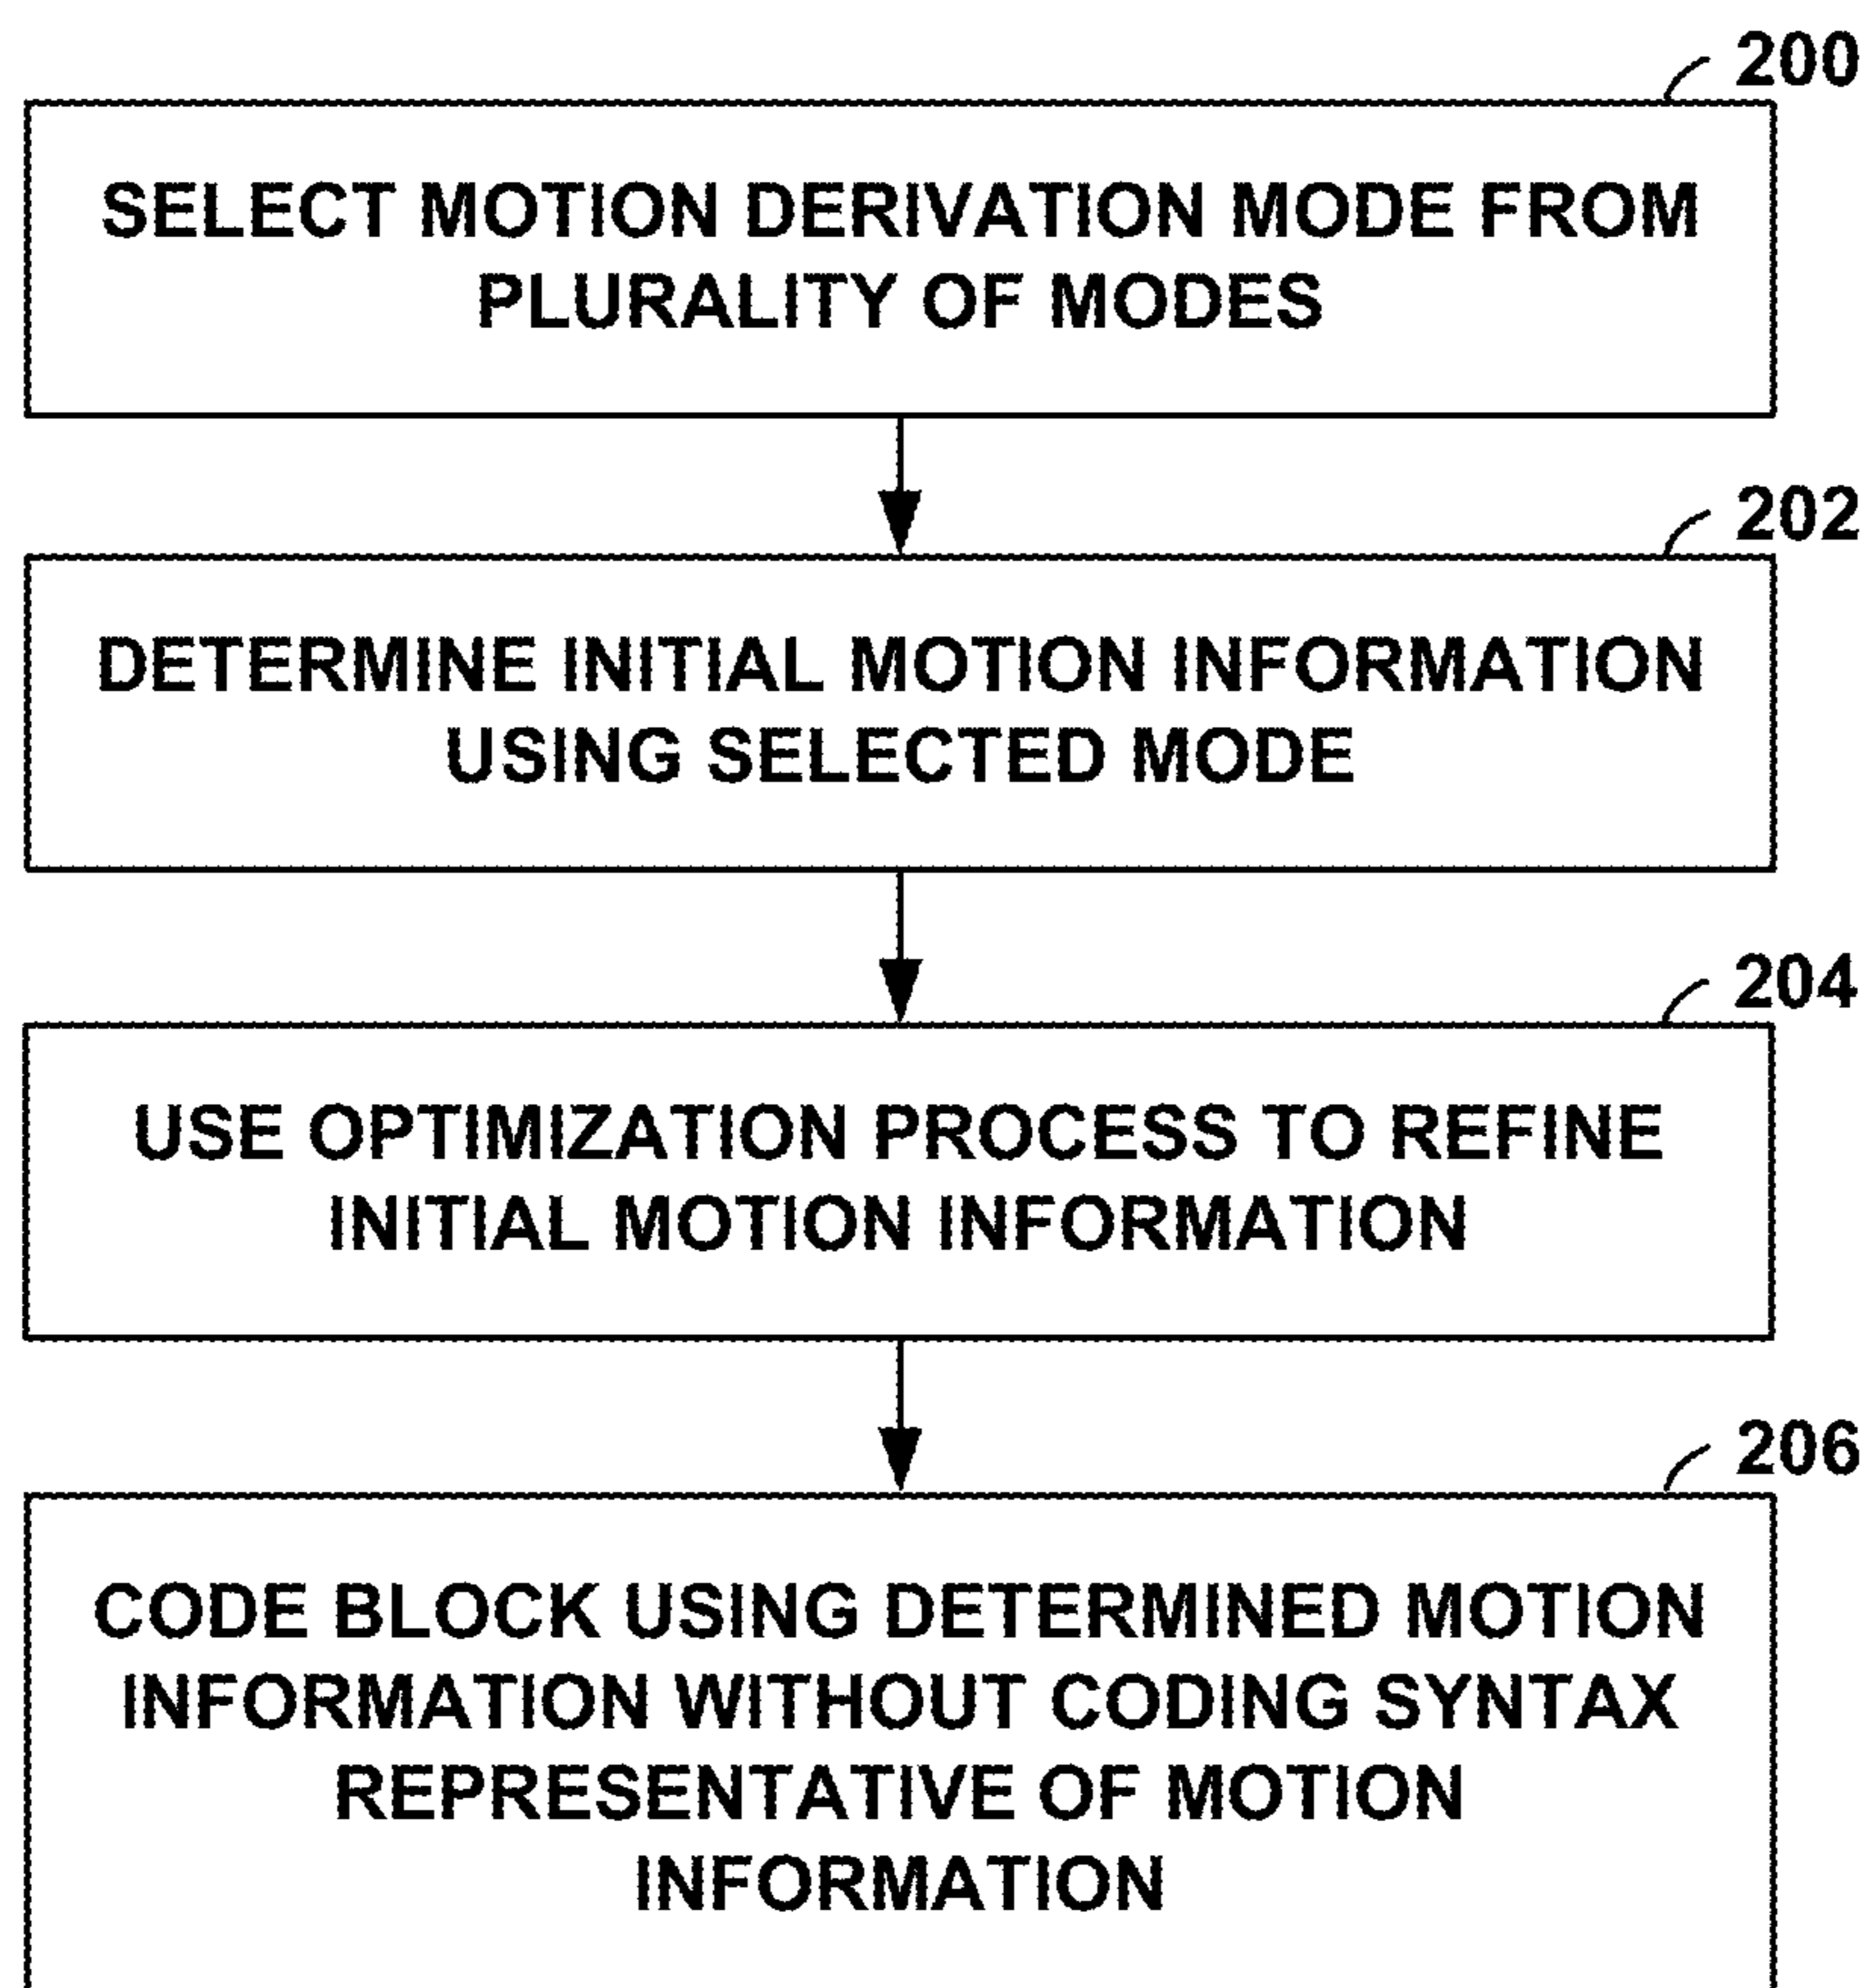 200
SELECT MOTION DERIVATION MODE FROM
PLURALITY OF MODES
202
DETERMINE INITIAL MOTION INFORMATION
USING SELECTED MODE
204
USE OPTIMIZATION PROCESS TO REFINE
INITIAL MOTION INFORMATION
206
CODE BLOCK USING DETERMINED MOTION
INFORMATION WITHOUT CODING SYNTAX
REPRESENTATIVE OF MOTION
INFORMATION